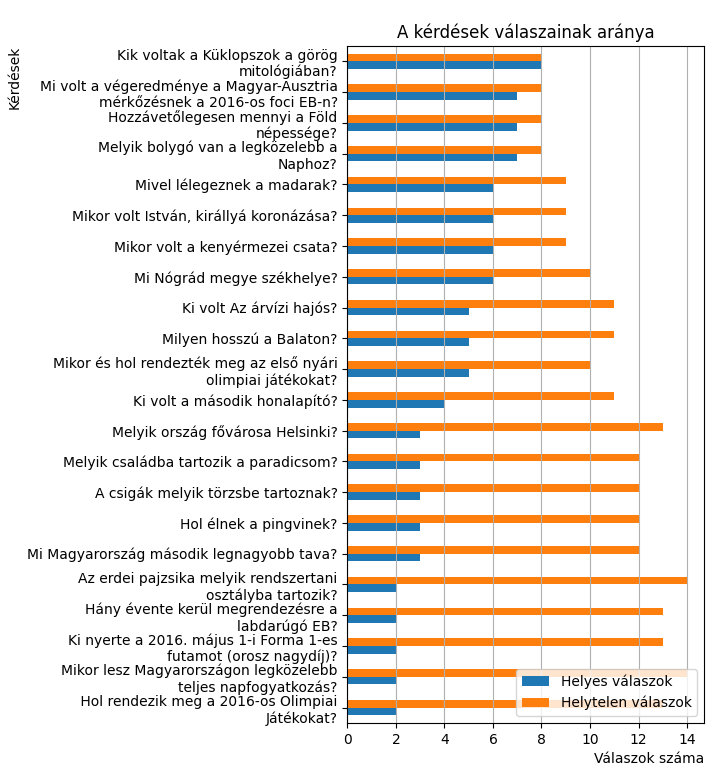 A kérdések válaszainak aránya
Kérdések
Kik voltak a Küklopszok a görög
mitológiában?
Mi volt a végeredménye a Magyar-Ausztria
mérkőzésnek a 2016-os foci EB-n?
Hozzávetőlegesen mennyi a Föld
népessége?
Melyik bolygó van a legközelebb a
Naphoz?
Mivel lélegeznek a madarak?
Mikor volt István, királlyá koronázása?
Mikor volt a kenyérmezei csata?
Mi Nógrád megye székhelye?
Ki volt Az árvízi hajós?
Milyen hosszú a Balaton?
Mikor és hol rendezték meg az első nyári
olimpiai játékokat?
Ki volt a második honalapító?
Melyik ország fővárosa Helsinki?
Melyik családba tartozik a paradicsom?
A csigák melyik törzsbe tartoznak?
Hol élnek a pingvinek?
Mi Magyarország második legnagyobb tava?
Az erdei pajzsika melyik rendszertani
osztályba tartozik?
Hány évente kerül megrendezésre a
labdarúgó EB?
Ki nyerte a 2016. május 1-i Forma 1-es
futamot (orosz nagydíj)?
Mikor lesz Magyarországon legközelebb
teljes napfogyatkozás?
Hol rendezik meg a 2016-os Olimpiai
Játékokat?
Helyes válaszok
Helytelen válaszok
0 2 4 6 8 10 12 14
Válaszok száma